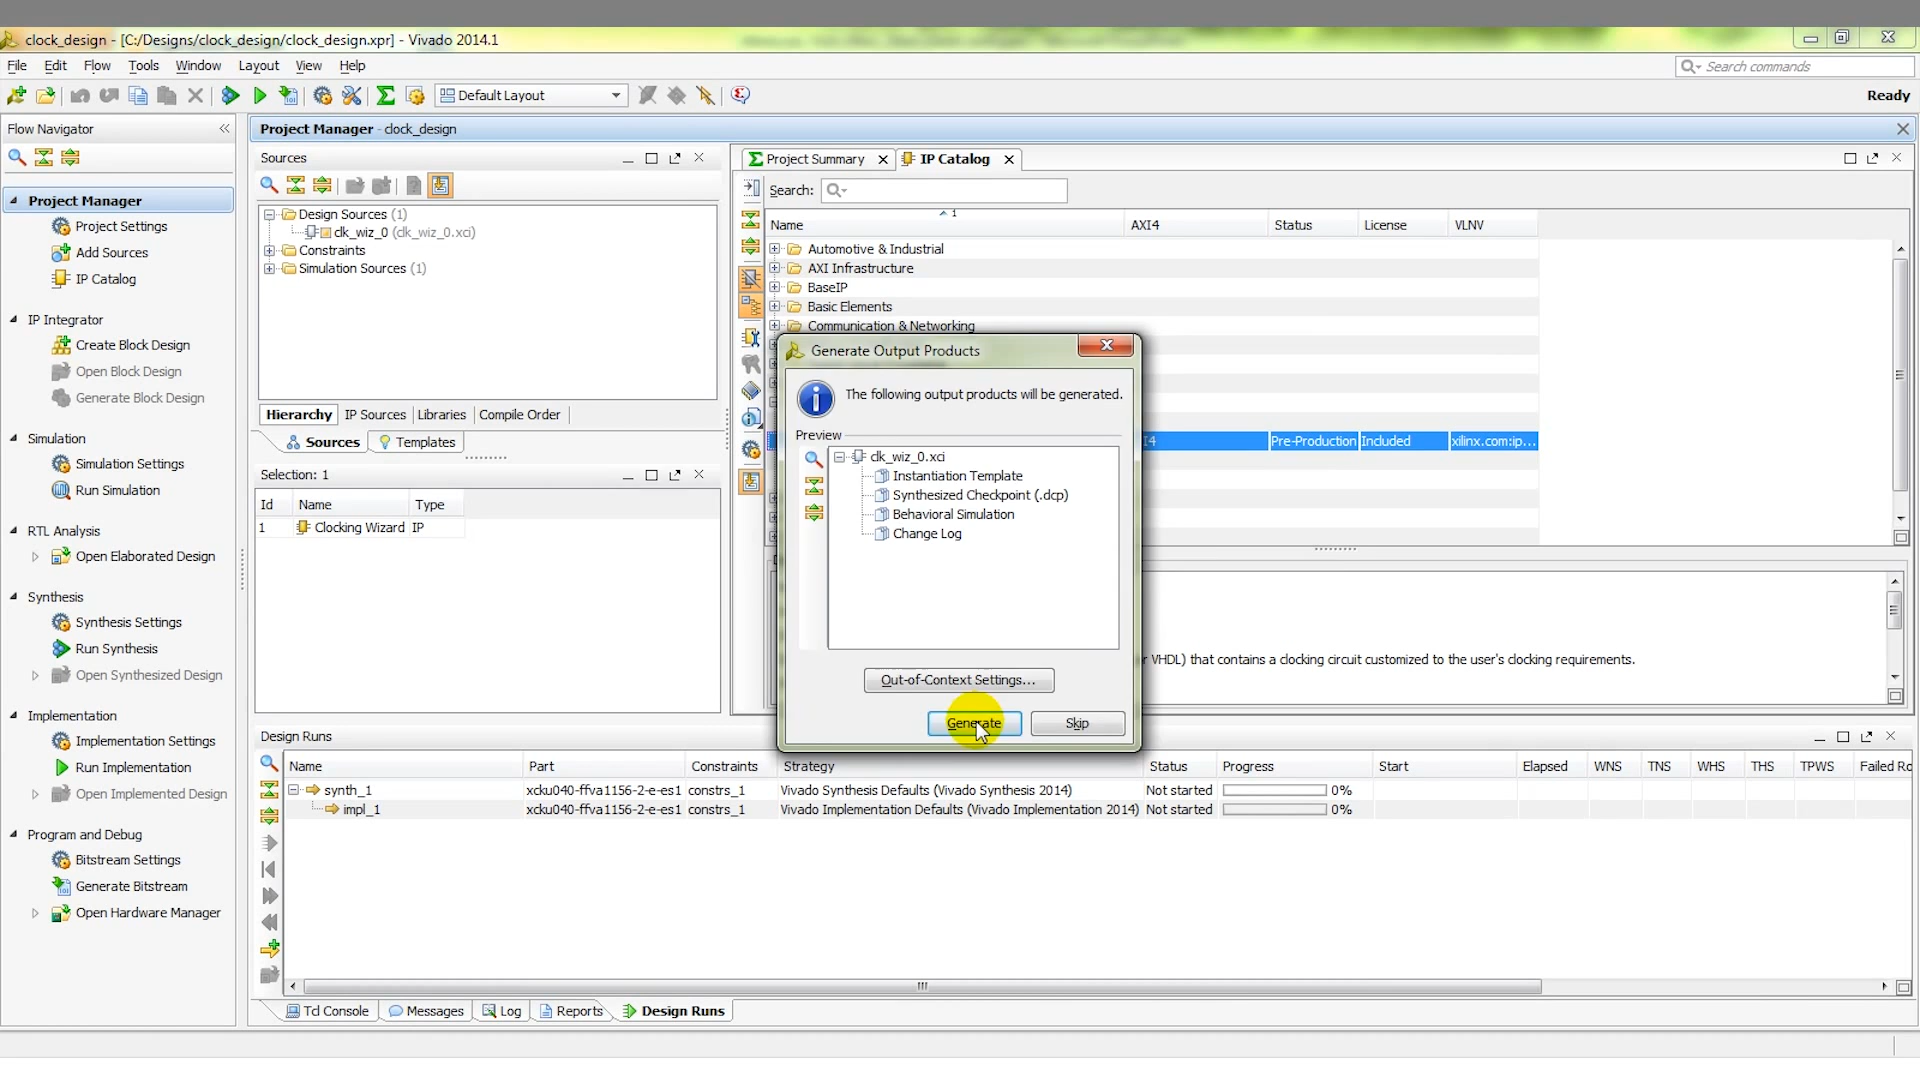 clock_design - [C:/Designs/clock_design/clock_design.xpr] - Vivado 2014.1
File Edit Flow Tools Window Layout View Help
Search commands
Default Layout
Ready
Flow Navigator
Project Manager
Project Settings
Add Sources
IP Catalog
IP Integrator
Create Block Design
Open Block Design
Generate Block Design
Simulation
Simulation Settings
Run Simulation
RTL Analysis
Open Elaborated Design
Synthesis
Synthesis Settings
Run Synthesis
Open Synthesized Design
Implementation
Implementation Settings
Run Implementation
Open Implemented Design
Program and Debug
Bitstream Settings
Generate Bitstream
Open Hardware Manager
Project Manager - clock_design
Sources
Design Sources (1)
clk_wiz_0 (clk_wiz_0.xci)
Constraints
Simulation Sources (1)
Hierarchy IP Sources Libraries Compile Order
Sources Templates
Selection: 1
Id Name Type
1 Clocking Wizard IP
Project Summary IP Catalog
Search:
1
Name AXI4 Status License VLNV
Automotive & Industrial
AXI Infrastructure
BaseIP
Basic Elements
Communication & Networking
I4 Pre-Production Included xilinx.com:ip...
r VHDL) that contains a clocking circuit customized to the user's clocking requirements.
Generate Output Products
The following output products will be generated.
Preview
clk_wiz_0.xci
Instantiation Template
Synthesized Checkpoint (.dcp)
Behavioral Simulation
Change Log
Out-of-Context Settings...
Generate Skip
Design Runs
Name Part Constraints Strategy Status Progress Start Elapsed WNS TNS WHS THS TPWS Failed Ro
synth_1 xcku040-ffva1156-2-e-es1 constrs_1 Vivado Synthesis Defaults (Vivado Synthesis 2014) Not started 0%
impl_1 xcku040-ffva1156-2-e-es1 constrs_1 Vivado Implementation Defaults (Vivado Implementation 2014) Not started 0%
Tcl Console Messages Log Reports Design Runs